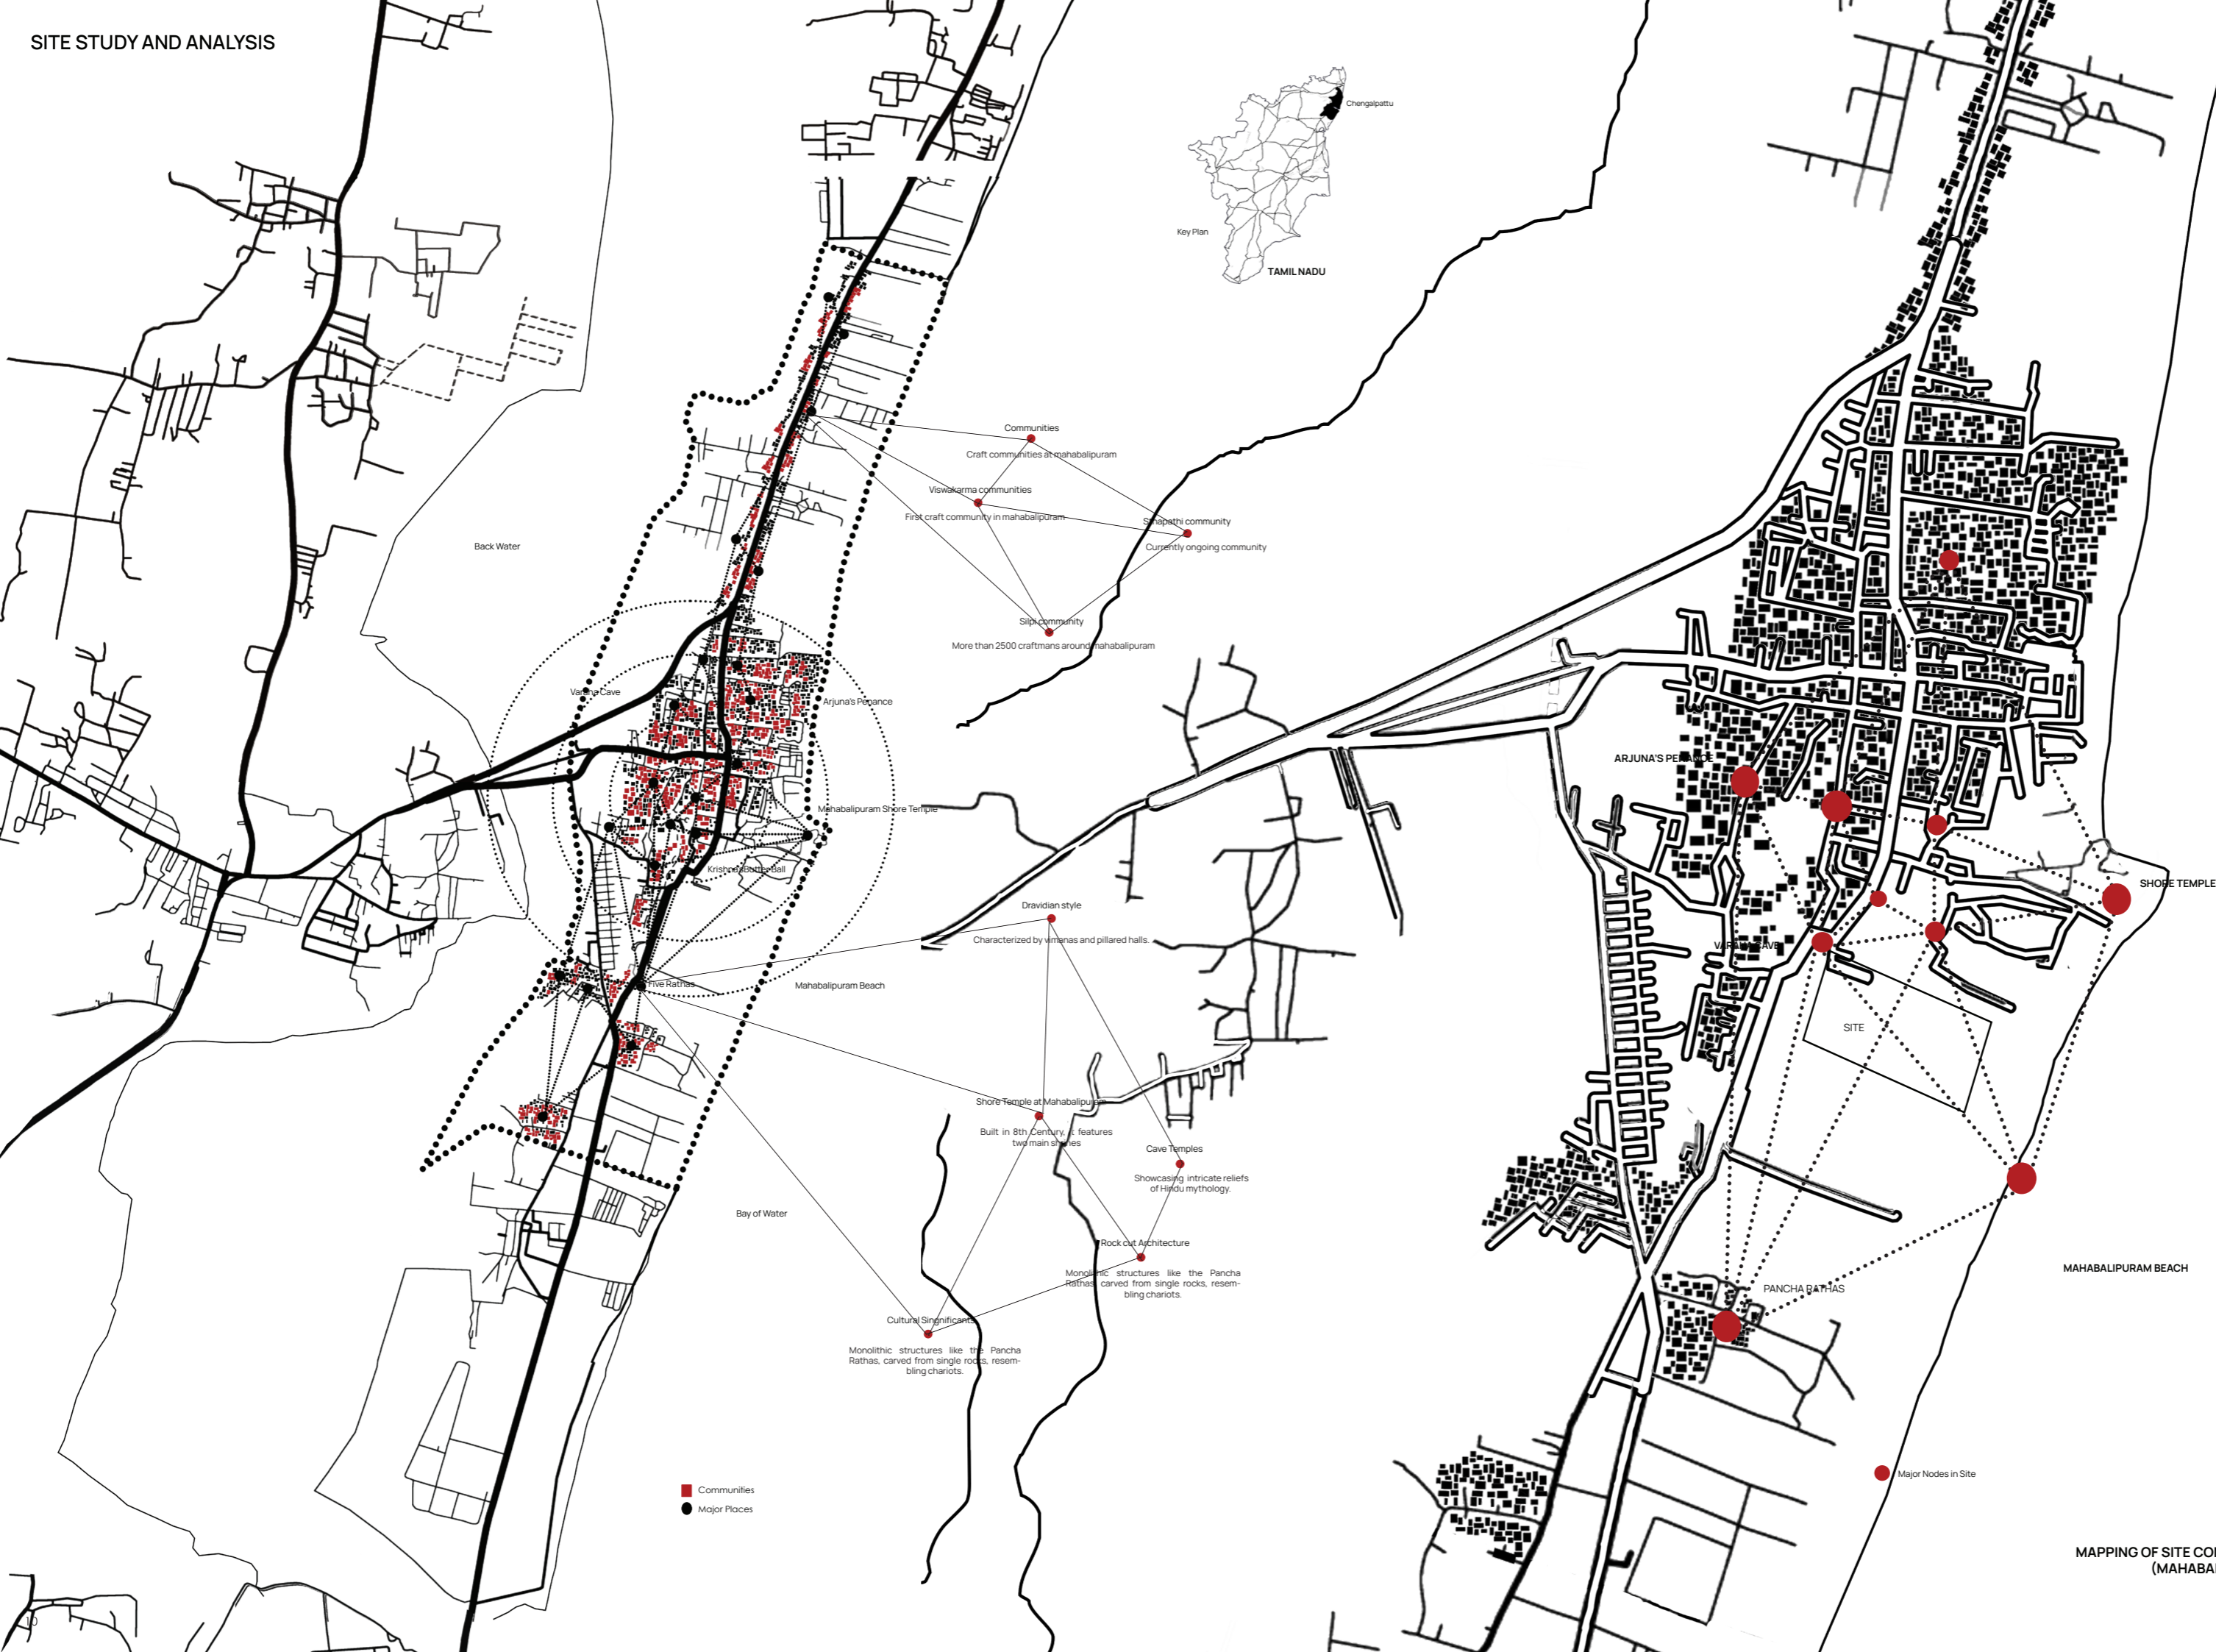 SITE STUDY AND ANALYSIS
Chengalpattu
Key Plan
TAMIL NADU
Communities
Craft communities at mahabalipuram
Viswakarma communities
First craft community in mahabalipuram
Sthapathi community
Currently ongoing community
Silpi community
More than 2500 craftmans around mahabalipuram
Back Water
Varaha Cave
Arjuna's Penance
Mahabalipuram Shore Temple
Krishna Butter Ball
Five Rathas
Mahabalipuram Beach
Bay of Water
Dravidian style
Characterized by vimanas and pillared halls.
Shore Temple at Mahabalipuram
Built in 8th Century, it features
two main shrines
Cave Temples
Showcasing intricate reliefs
of Hindu mythology.
Rock cut Architecture
Monolithic structures like the Pancha
Rathas, carved from single rocks, resem-
bling chariots.
Cultural Singnificants
Monolithic structures like the Pancha
Rathas, carved from single rocks, resem-
bling chariots.
Communities
Major Places
ARJUNA'S PENANCE
SHORE TEMPLE
VARAHA CAVE
SITE
PANCHA RATHAS
MAHABALIPURAM BEACH
Major Nodes in Site
MAPPING OF SITE CO
(MAHABA
10